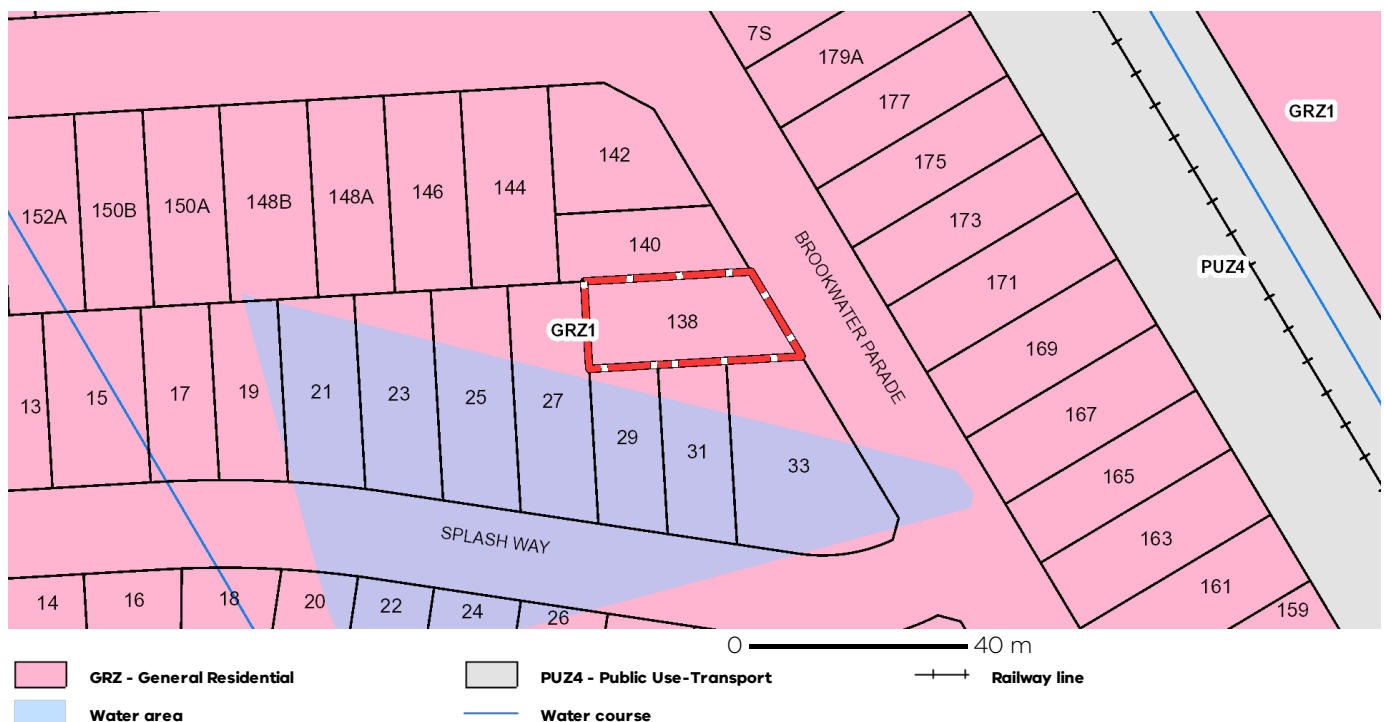 7S
179A
177
175
173
171
169
167
165
163
161
159
GRZ1
PUZ4
BROOKWATER PARADE
142
140
138
152A
150B
150A
148B
148A
146
144
GRZ1
13
15
17
19
21
23
25
27
29
31
33
SPLASH WAY
14
16
18
20
22
24
26
0 40 m
GRZ - General Residential
PUZ4 - Public Use-Transport
Railway line
Water area
Water course